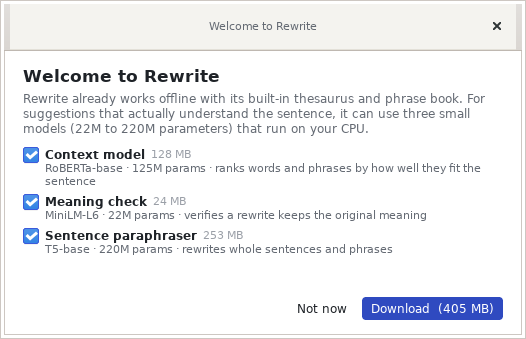 Welcome to Rewrite
Welcome to Rewrite
Rewrite already works offline with its built-in thesaurus and phrase book. For
suggestions that actually understand the sentence, it can use three small
models (22M to 220M parameters) that run on your CPU.
Context model 128 MB
RoBERTa-base · 125M params · ranks words and phrases by how well they fit the
sentence
Meaning check 24 MB
MiniLM-L6 · 22M params · verifies a rewrite keeps the original meaning
Sentence paraphraser 253 MB
T5-base · 220M params · rewrites whole sentences and phrases
Not now Download (405 MB)